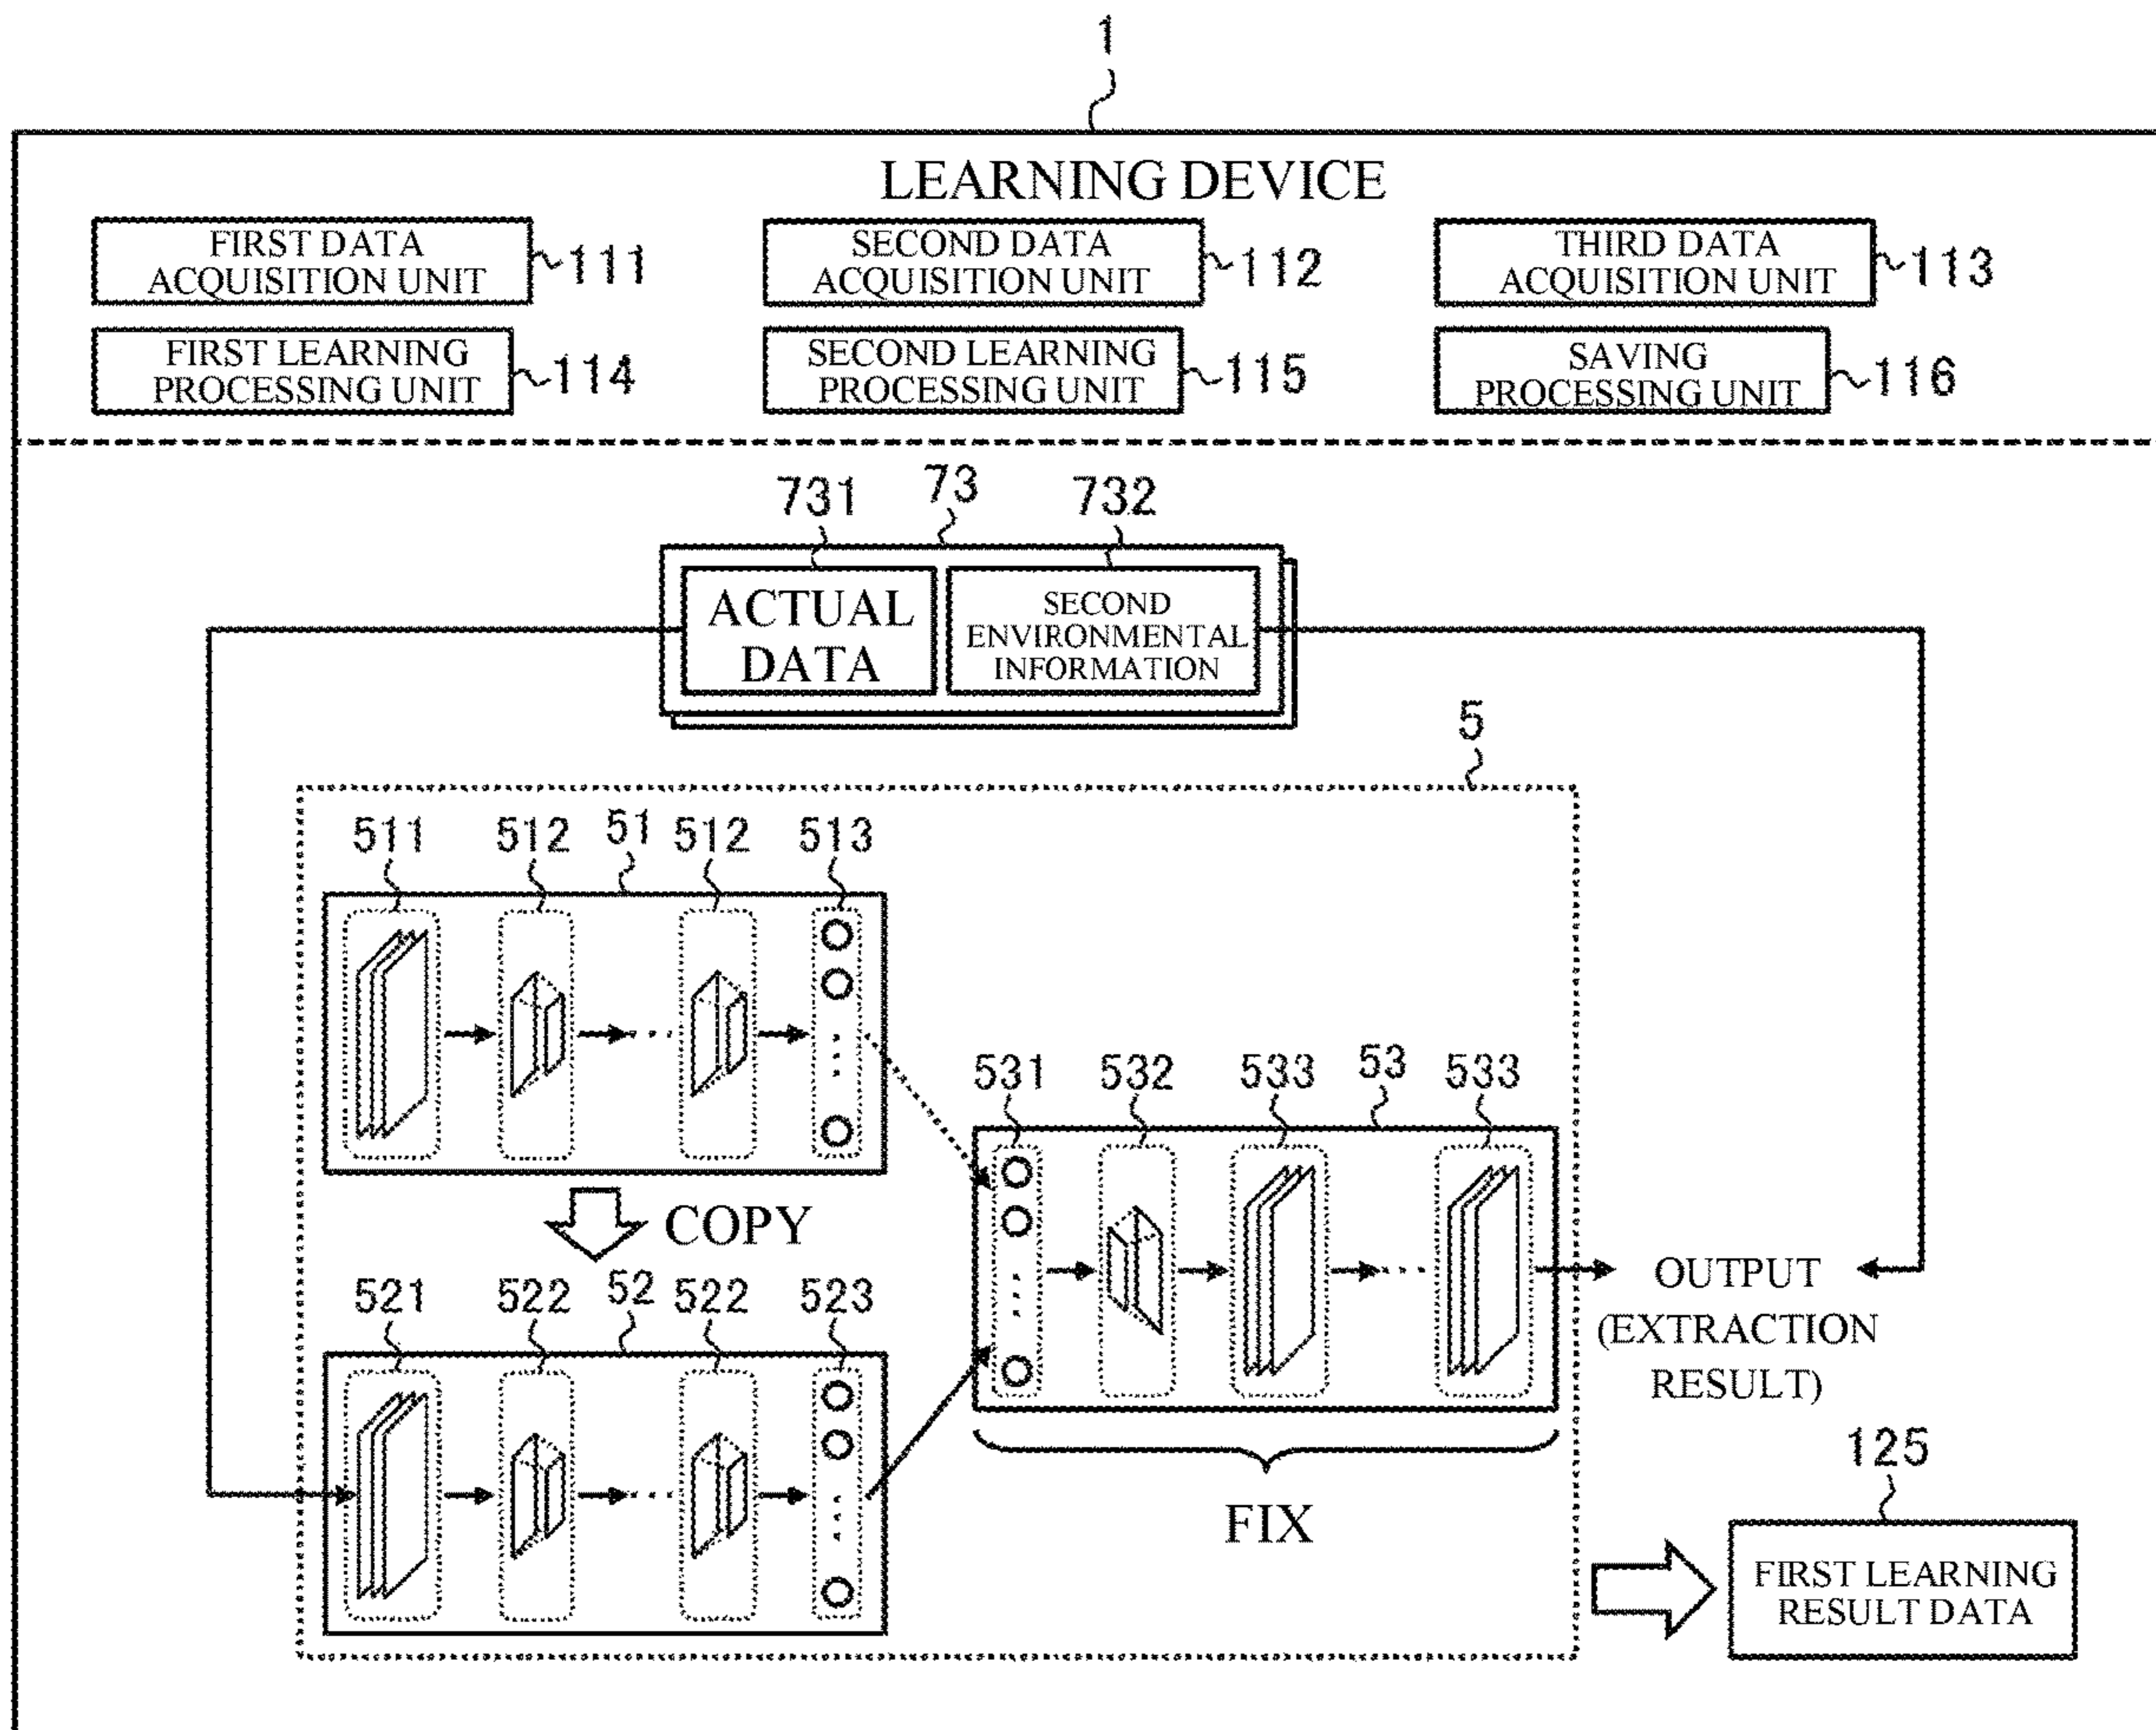 1
LEARNING DEVICE
FIRST DATA
ACQUISITION UNIT
111
SECOND DATA
ACQUISITION UNIT
112
THIRD DATA
ACQUISITION UNIT
113
FIRST LEARNING
PROCESSING UNIT
114
SECOND LEARNING
PROCESSING UNIT
115
SAVING
PROCESSING UNIT
116
731 73 732
ACTUAL
DATA
SECOND
ENVIRONMENTAL
INFORMATION
5
511 512 51 512 513
531 532 533 53 533
COPY
521 522 52 522 523
OUTPUT
(EXTRACTION
RESULT)
FIX
125
FIRST LEARNING
RESULT DATA